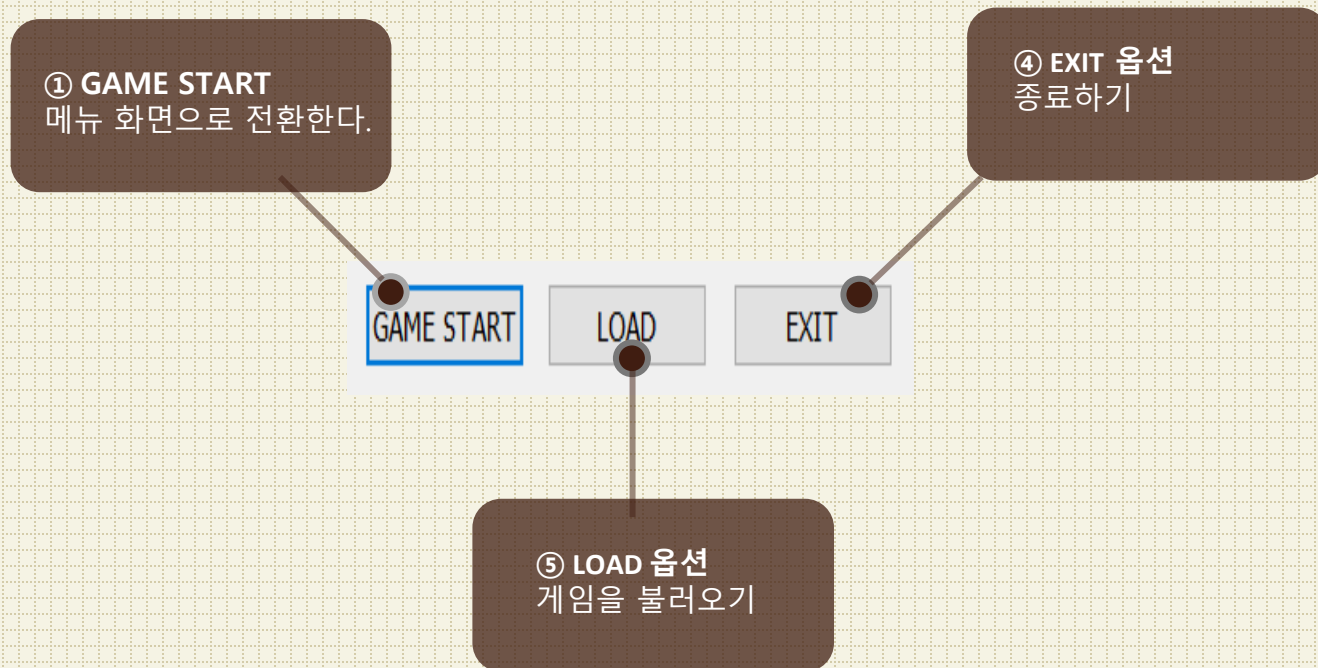 ① GAME START
메뉴 화면으로 전환한다.
④ EXIT 옵션
종료하기
GAME START
LOAD
EXIT
⑤ LOAD 옵션
게임을 불러오기